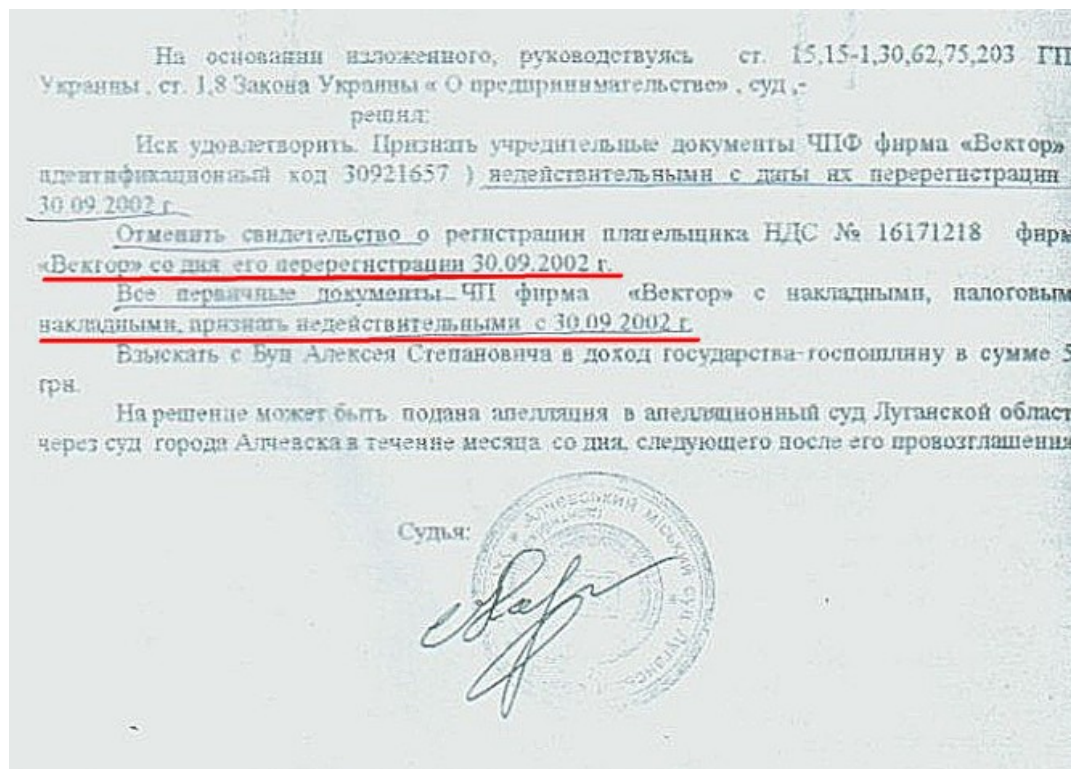 На основании изложенного, руководствуясь ст. 15,15-1,30,62,75,203 ГП
Украины , ст. 1,8 Закона Украины « О предпринимательстве» , суд ,-
решил:
Иск удовлетворить. Признать учредительные документы ЧПФ фирма «Вектор»
идентификационный код 30921657 ) недействительными с даты их перерегистрации
30.09.2002 г.
Отменить свидетельство о регистрации плательщика НДС № 16171218 фирм
«Вектор» со дня его перерегистрации 30.09.2002 г.
Все первичные документы ЧП фирма «Вектор» с накладными, налоговым
накладными, признать недействительными с 30.09.2002 г.
Взыскать с Буц Алексея Степановича в доход государства госпошлину в сумме 5
грн.
На решение может быть подана апелляция в апелляционный суд Луганской област
через суд города Алчевска в течение месяца со дня, следующего после его провозглашения
Судья:
Алчевський міський суд Луганс